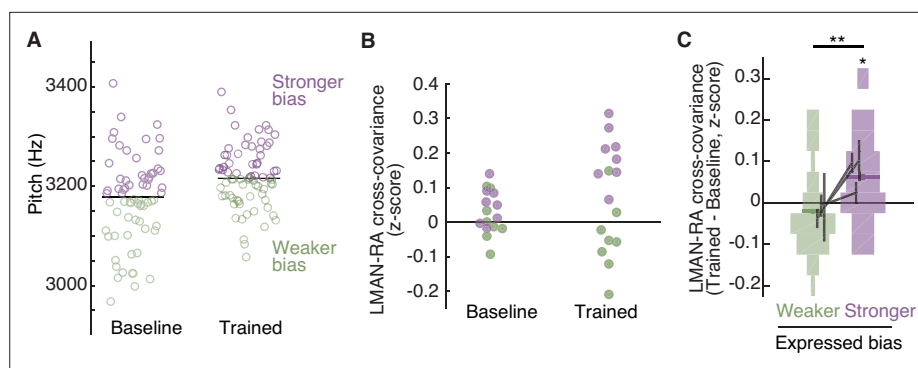 A
Pitch (Hz)
3400
3200
3000
Stronger
bias
Weaker
bias
Baseline
Trained
B
LMAN-RA cross-covariance
(z-score)
0.4
0.3
0.2
0.1
0
-0.1
-0.2
Baseline
Trained
C
LMAN-RA cross-covariance
(Trained - Baseline, z-score)
**
*
0.3
0.2
0.1
0
-0.1
-0.2
Weaker Stronger
Expressed bias